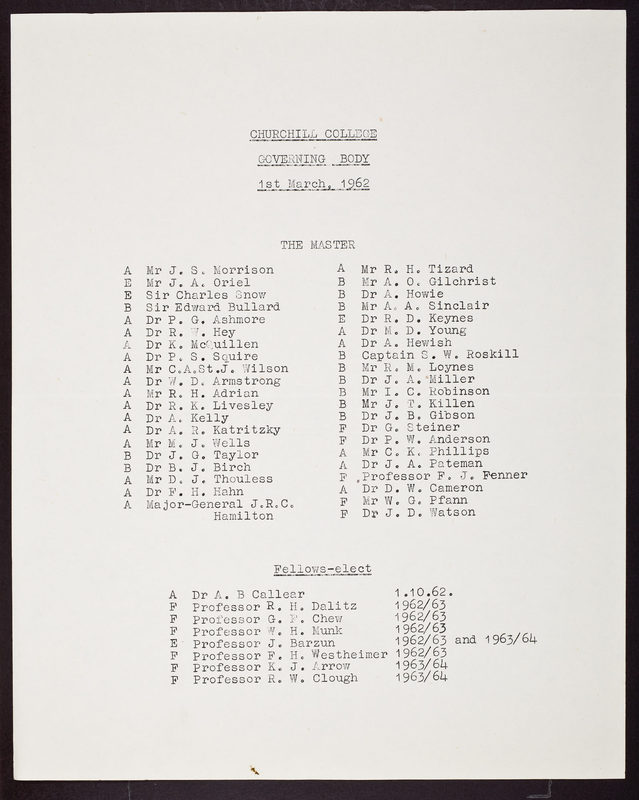 CHURCHILL COLLEGE
GOVERNING BODY
1st March, 1962
THE MASTER
A Mr J. S. Morrison
E Mr J. A. Oriel
E Sir Charles Snow
B Sir Edward Bullard
A Dr P. G. Ashmore
A Dr R. W. Hey
A Dr K. McQuillen
A Dr P. S. Squire
A Mr C.A.St.J. Wilson
A Dr W. D. Armstrong
A Mr R. H. Adrian
A Dr R. K. Livesley
A Dr A. Kelly
A Dr A. R. Katritzky
A Mr M. J. Wells
B Dr J. G. Taylor
B Dr B. J. Birch
A Mr D. J. Thouless
A Dr F. H. Hahn
A Major-General J.R.C.
Hamilton
A Mr R. H. Tizard
B Mr A. O. Gilchrist
B Dr A. Howie
B Mr A. A. Sinclair
E Dr R. D. Keynes
A Dr M. D. Young
A Dr A. Hewish
B Captain S. W. Roskill
B Mr R. M. Loynes
B Dr J. A. Miller
B Mr I. C. Robinson
B Mr J. T. Killen
B Dr J. B. Gibson
F Dr G. Steiner
F Dr P. W. Anderson
A Mr C. K. Phillips
A Dr J. A. Pateman
F Professor F. J. Fenner
A Dr D. W. Cameron
F Mr W. G. Pfann
F Dr J. D. Watson
Fellows-elect
A Dr A. B Callear 1.10.62.
F Professor R. H. Dalitz 1962/63
F Professor G. F. Chew 1962/63
F Professor W. H. Munk 1962/63
E Professor J. Barzun 1962/63 and 1963/64
F Professor F. H. Westheimer 1962/63
F Professor K. J. Arrow 1963/64
F Professor R. W. Clough 1963/64